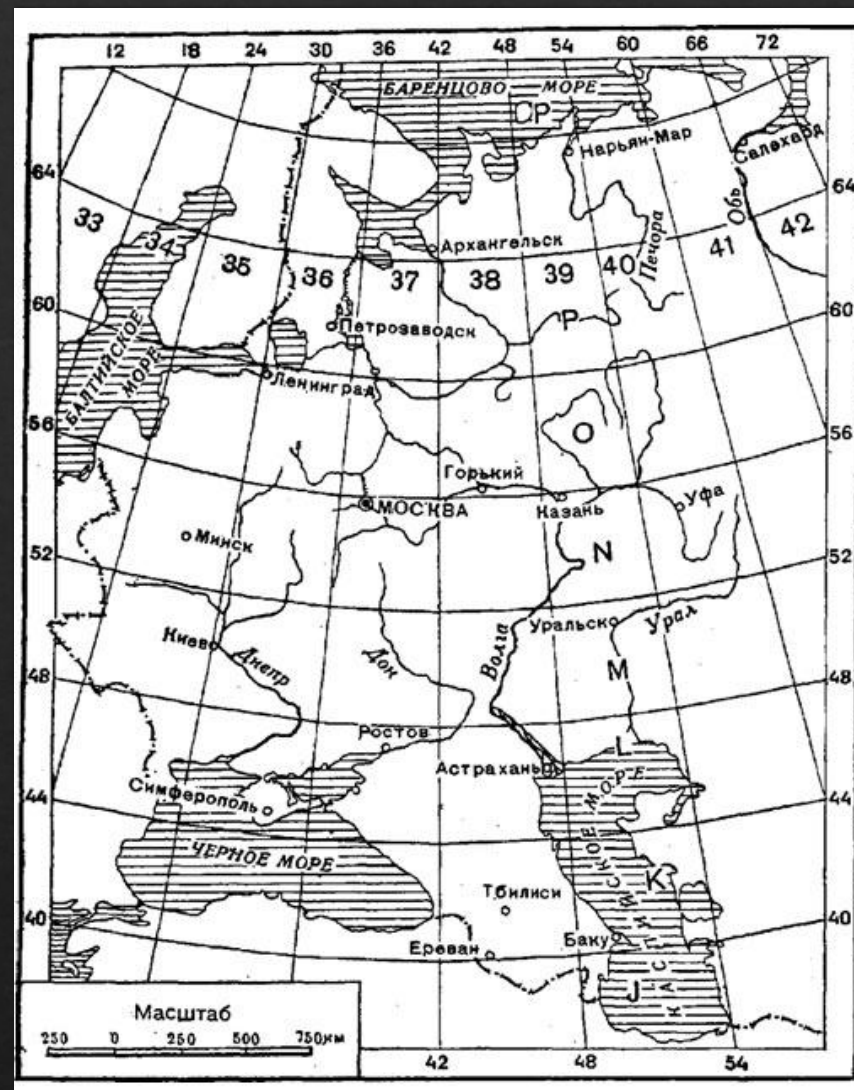 12 18 24 30 36 42 48 54 60 66 72
БАРЕНЦОВО МОРЕ
Нарьян-Мар
Салехард
64 64
33 34 35 36 37 38 39 40 41 42
Обь
Печора
Архангельск
P
Петрозаводск
60 60
БАЛТИЙСКОЕ
МОРЕ
Ленинград
56 56
O
Горький
МОСКВА
Казань
Уфа
Минск
52 52
N
Волга
Уральск
Урал
Киев
Днепр
Дон
M
48 48
Ростов
L
Астрахань
Симферополь
44 44
ЧЕРНОЕ МОРЕ
КАСПИЙСКОЕ МОРЕ
K
Тбилиси
40 40
Ереван
Баку
J
Масштаб
250 0 250 500 750км
42 48 54